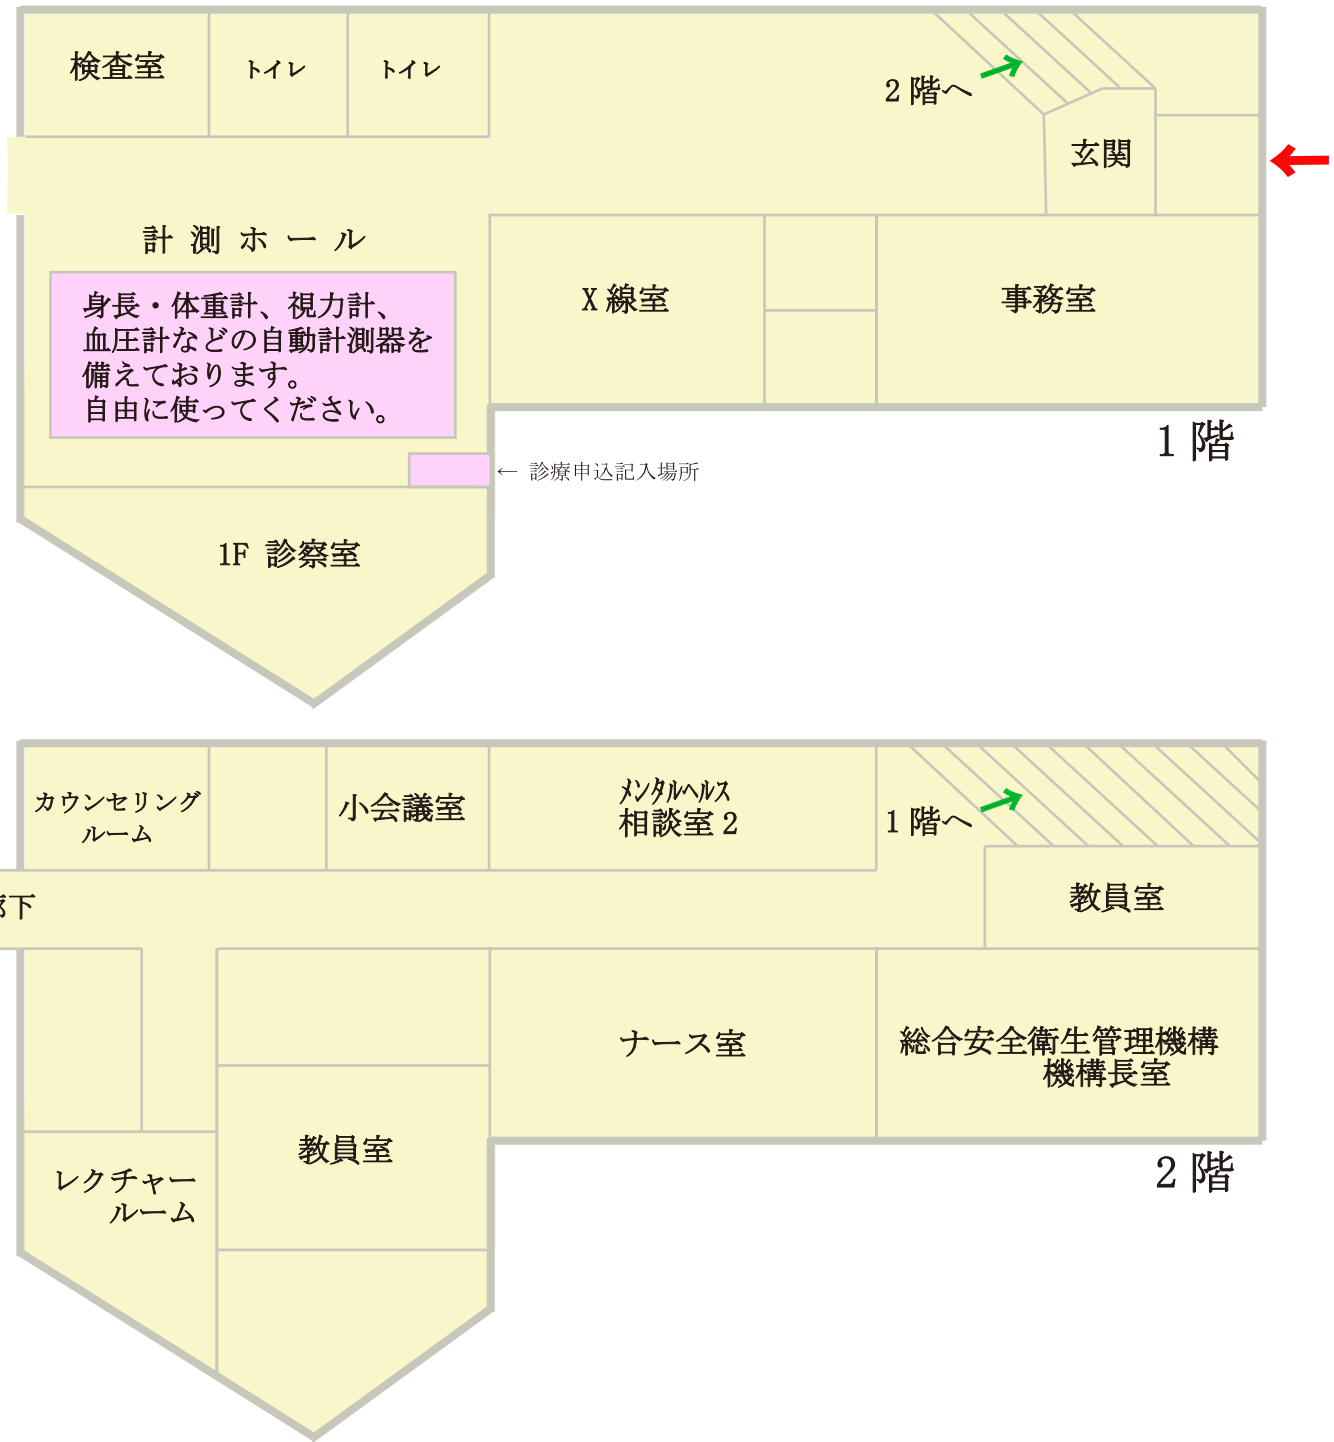 検査室
トイレ
トイレ
2階へ
玄関
計測ホール
身長・体重計、視力計、
血圧計などの自動計測器を
備えております。
自由に使ってください。
X線室
事務室
1階
← 診療申込記入場所
1F 診察室
カウンセリング
ルーム
小会議室
メンタルヘルス
相談室2
1階へ
下
教員室
ナース室
総合安全衛生管理機構
機構長室
教員室
レクチャー
ルーム
2階